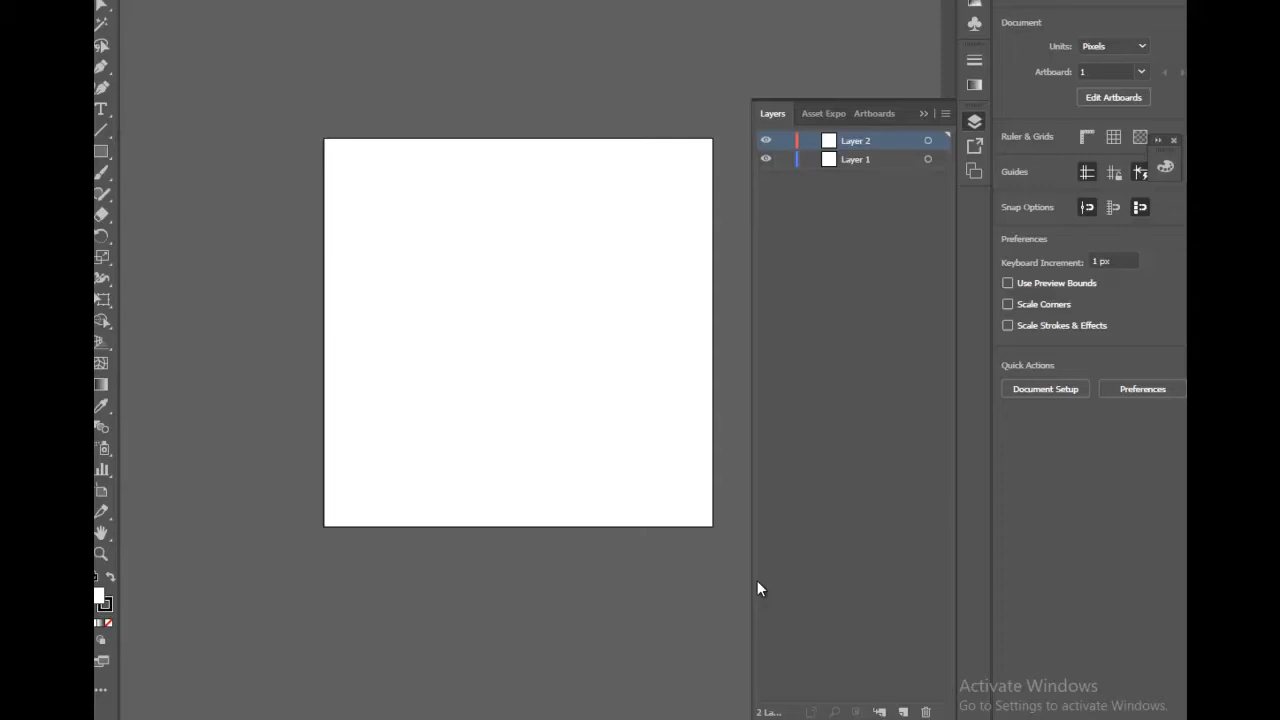 Document
Units: Pixels
Artboard: 1
Edit Artboards
Layers Asset Expo Artboards
Layer 2
Layer 1
Ruler & Grids
Guides
Snap Options
Preferences
Keyboard Increment: 1 px
Use Preview Bounds
Scale Corners
Scale Strokes & Effects
Quick Actions
Document Setup Preferences
Activate Windows
Go to Settings to activate Windows.
2 La...